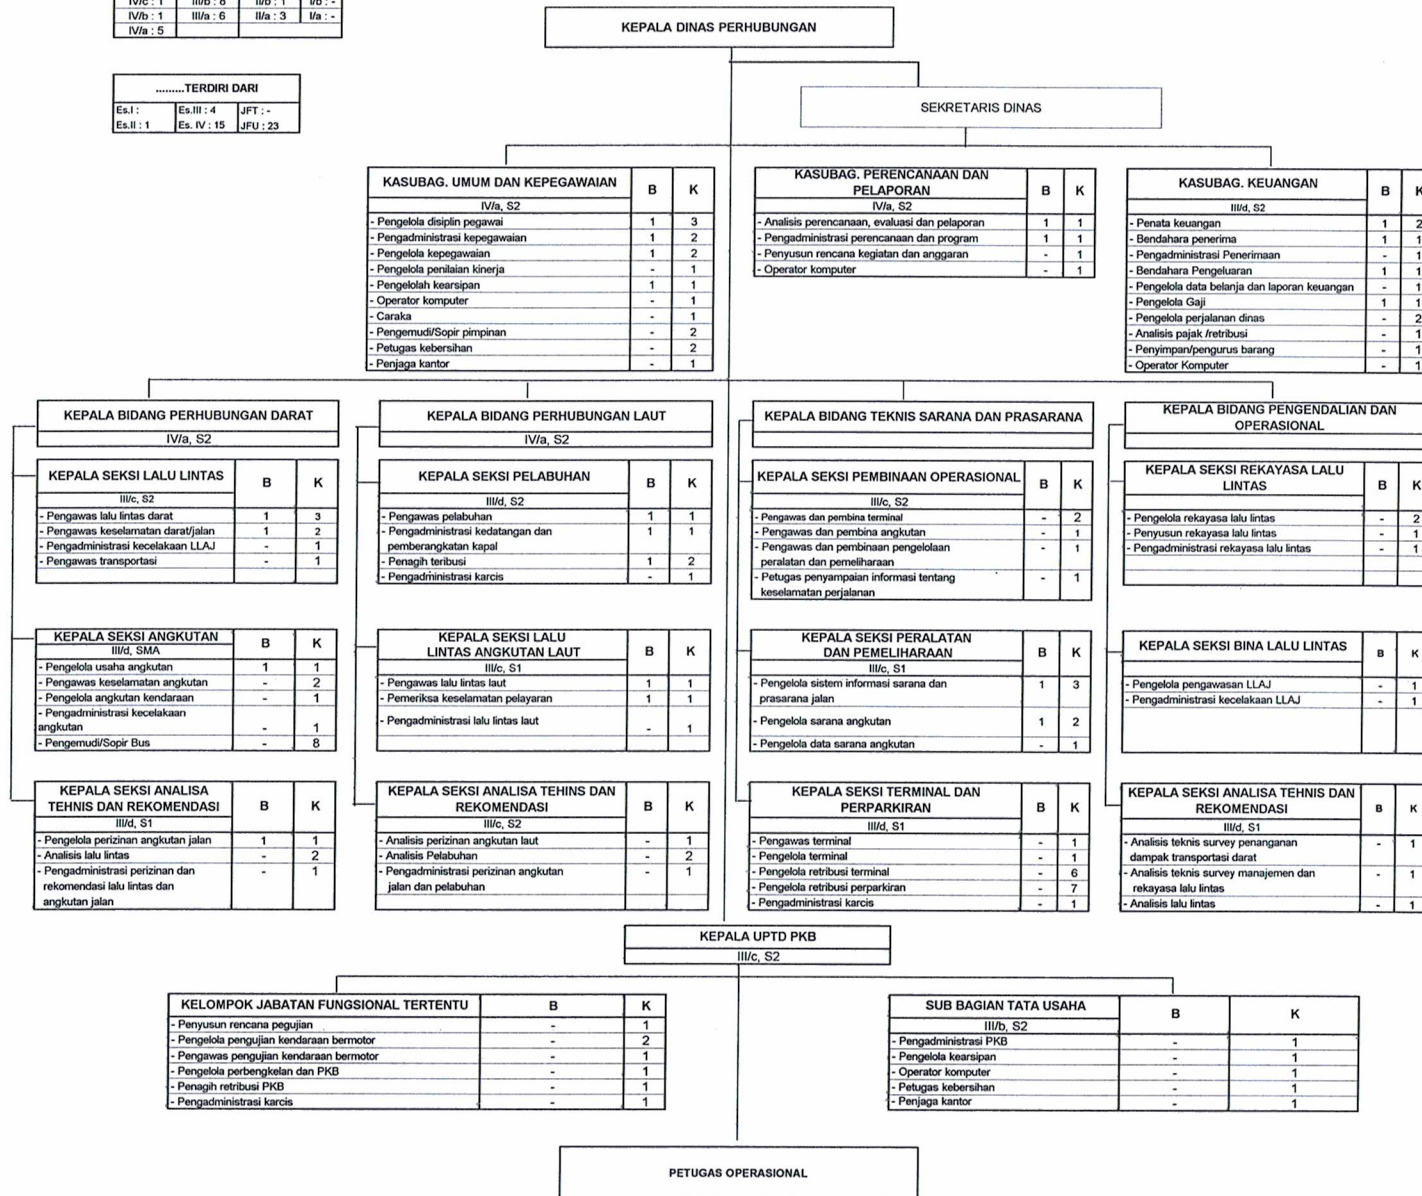 IV/c : 1 III/b : 8 II/b : 1 I/b : -
IV/b : 1 III/a : 6 II/a : 3 I/a : -
IV/a : 5
.........TERDIRI DARI
Es.I : Es.III : 4 JFT : -
Es.II : 1 Es. IV : 15 JFU : 23
KEPALA DINAS PERHUBUNGAN
SEKRETARIS DINAS
KASUBAG. UMUM DAN KEPEGAWAIAN B K
IV/a, S2
- Pengelola disiplin pegawai 1 3
- Pengadministrasi kepegawaian 1 2
- Pengelola kepegawaian 1 2
- Pengelola penilaian kinerja - 1
- Pengelolah kearsipan 1 1
- Operator komputer - 1
- Caraka - 1
- Pengemudi/Sopir pimpinan - 2
- Petugas kebersihan - 2
- Penjaga kantor - 1
KASUBAG. PERENCANAAN DAN
PELAPORAN B K
IV/a, S2
- Analisis perencanaan, evaluasi dan pelaporan 1 1
- Pengadministrasi perencanaan dan program 1 1
- Penyusun rencana kegiatan dan anggaran - 1
- Operator komputer - 1
KASUBAG. KEUANGAN B K
III/d, S2
- Penata keuangan 1 2
- Bendahara penerima 1 1
- Pengadministrasi Penerimaan - 1
- Bendahara Pengeluaran 1 1
- Pengelola data belanja dan laporan keuangan - 1
- Pengelola Gaji 1 1
- Pengelola perjalanan dinas - 2
- Analisis pajak /retribusi - 1
- Penyimpan/pengurus barang - 1
- Operator Komputer - 1
KEPALA BIDANG PERHUBUNGAN DARAT
IV/a, S2
KEPALA SEKSI LALU LINTAS B K
III/c, S2
- Pengawas lalu lintas darat 1 3
- Pengawas keselamatan darat/jalan 1 2
- Pengadministrasi kecelakaan LLAJ - 1
- Pengawas transportasi - 1
KEPALA SEKSI ANGKUTAN B K
III/d, SMA
- Pengelola usaha angkutan 1 1
- Pengawas keselamatan angkutan - 2
- Pengelola angkutan kendaraan - 1
- Pengadministrasi kecelakaan
angkutan - 1
- Pengemudi/Sopir Bus - 8
KEPALA SEKSI ANALISA
TEHNIS DAN REKOMENDASI B K
III/d, S1
- Pengelola perizinan angkutan jalan 1 1
- Analisis lalu lintas - 2
- Pengadministrasi perizinan dan - 1
rekomendasi lalu lintas dan
angkutan jalan
KEPALA BIDANG PERHUBUNGAN LAUT
IV/a, S2
KEPALA SEKSI PELABUHAN B K
III/d, S2
- Pengawas pelabuhan 1 1
- Pengadministrasi kedatangan dan 1 1
pemberangkatan kapal
- Penagih teribusi 1 2
- Pengadministrasi karcis - 1
KEPALA SEKSI LALU
LINTAS ANGKUTAN LAUT B K
III/c, S1
- Pengawas lalu lintas laut 1 1
- Pemeriksa keselamatan pelayaran 1 1
- Pengadministrasi lalu lintas laut - 1
KEPALA SEKSI ANALISA TEHINS DAN
REKOMENDASI B K
III/c, S2
- Analisis perizinan angkutan laut - 1
- Analisis Pelabuhan - 2
- Pengadministrasi perizinan angkutan - 1
jalan dan pelabuhan
KEPALA BIDANG TEKNIS SARANA DAN PRASARANA
KEPALA SEKSI PEMBINAAN OPERASIONAL B K
III/c, S2
- Pengawas dan pembina terminal - 2
- Pengawas dan pembina angkutan - 1
- Pengawas dan pembinaan pengelolaan - 1
peralatan dan pemeliharaan
- Petugas penyampaian informasi tentang - 1
keselamatan perjalanan
KEPALA SEKSI PERALATAN
DAN PEMELIHARAAN B K
III/c, S1
- Pengelola sistem informasi sarana dan 1 3
prasarana jalan
- Pengelola sarana angkutan 1 2
- Pengelola data sarana angkutan - 1
KEPALA SEKSI TERMINAL DAN
PERPARKIRAN B K
III/d, S1
- Pengawas terminal - 1
- Pengelola terminal - 1
- Pengelola retribusi terminal - 6
- Pengelola retribusi perparkiran - 7
- Pengadministrasi karcis - 1
KEPALA BIDANG PENGENDALIAN DAN
OPERASIONAL
KEPALA SEKSI REKAYASA LALU
LINTAS B K
- Pengelola rekayasa lalu lintas - 2
- Penyusun rekayasa lalu lintas - 1
- Pengadministrasi rekayasa lalu lintas - 1
KEPALA SEKSI BINA LALU LINTAS B K
- Pengelola pengawasan LLAJ - 1
- Pengadministrasi kecelakaan LLAJ - 1
KEPALA SEKSI ANALISA TEHNIS DAN
REKOMENDASI B K
III/d, S1
- Analisis teknis survey penanganan - 1
dampak transportasi darat
- Analisis teknis survey manajemen dan - 1
rekayasa lalu lintas
- Analisis lalu lintas - 1
KEPALA UPTD PKB
III/c, S2
KELOMPOK JABATAN FUNGSIONAL TERTENTU B K
- Penyusun rencana pegujian - 1
- Pengelola pengujian kendaraan bermotor - 2
- Pengawas pengujian kendaraan bermotor - 1
- Pengelola perbengkelan dan PKB - 1
- Penagih retribusi PKB - 1
- Pengadministrasi karcis - 1
SUB BAGIAN TATA USAHA B K
III/b, S2
- Pengadministrasi PKB - 1
- Pengelola kearsipan - 1
- Operator komputer - 1
- Petugas kebersihan - 1
- Penjaga kantor - 1
PETUGAS OPERASIONAL